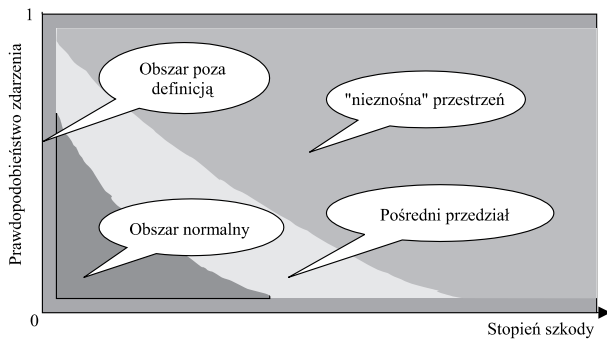 1
Prawdopodobieństwo zdarzenia
Obszar poza
definicją
"nieznośna" przestrzeń
Obszar normalny
Pośredni przedział
0
Stopień szkody